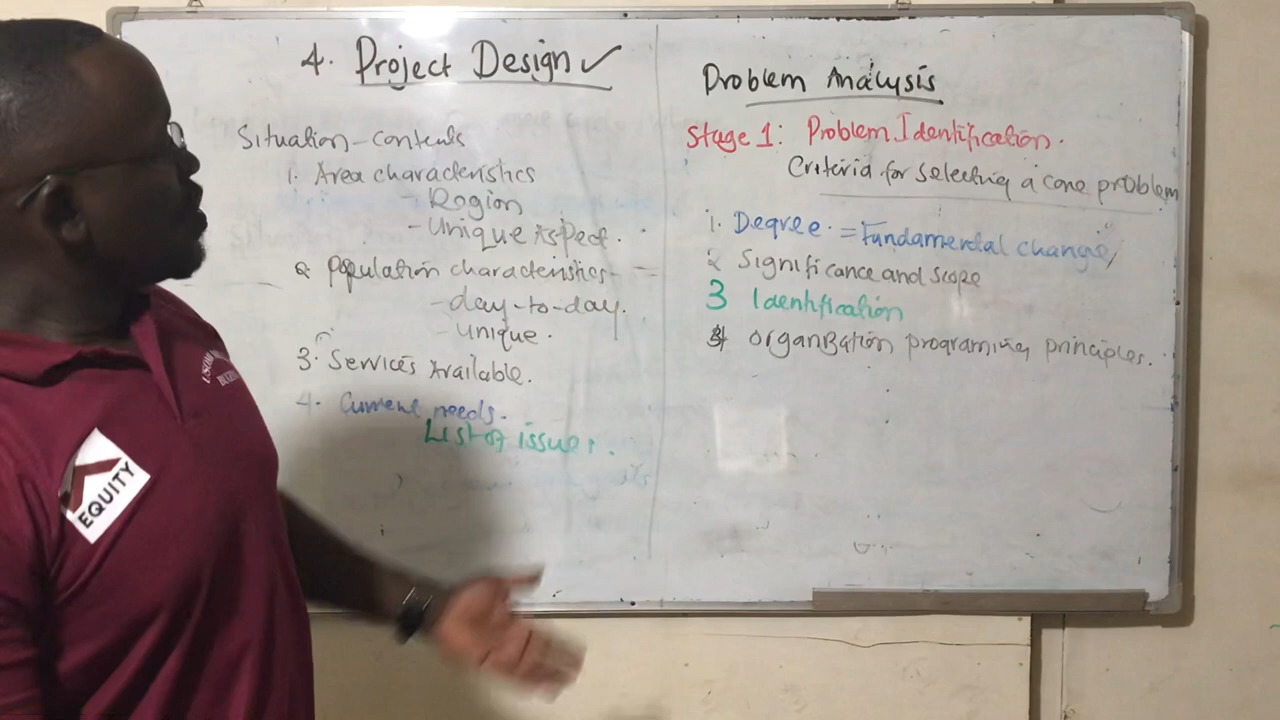 4. Project Design ✓
Situation - contents
1. Area characteristics
- Region
- Unique Aspect.
2 Population characteristics
- day-to-day.
- unique.
3. Services Available.
4. Current needs.
List of issues.
Problem Analysis
Stage 1: Problem Identification.
Criteria for selecting a core problem
1. Degree. = Fundamental change
2 Significance and scope
3 Identification
4 organization programing principles.
EQUITY